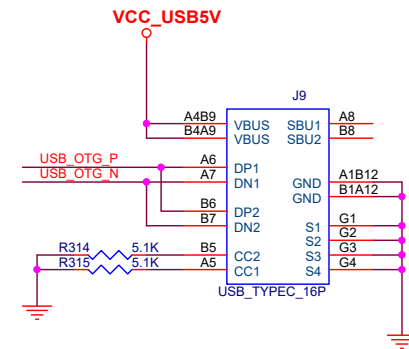 VCC_USB5V
J9
A4B9 VBUS SBU1 A8
B4A9 VBUS SBU2 B8
USB_OTG_P A6 DP1
USB_OTG_N A7 DN1 GND A1B12
GND B1A12
B6 DP2
B7 DN2 S1 G1
S2 G2
R314 5.1K B5 CC2 S3 G3
R315 5.1K A5 CC1 S4 G4
USB_TYPEC_16P